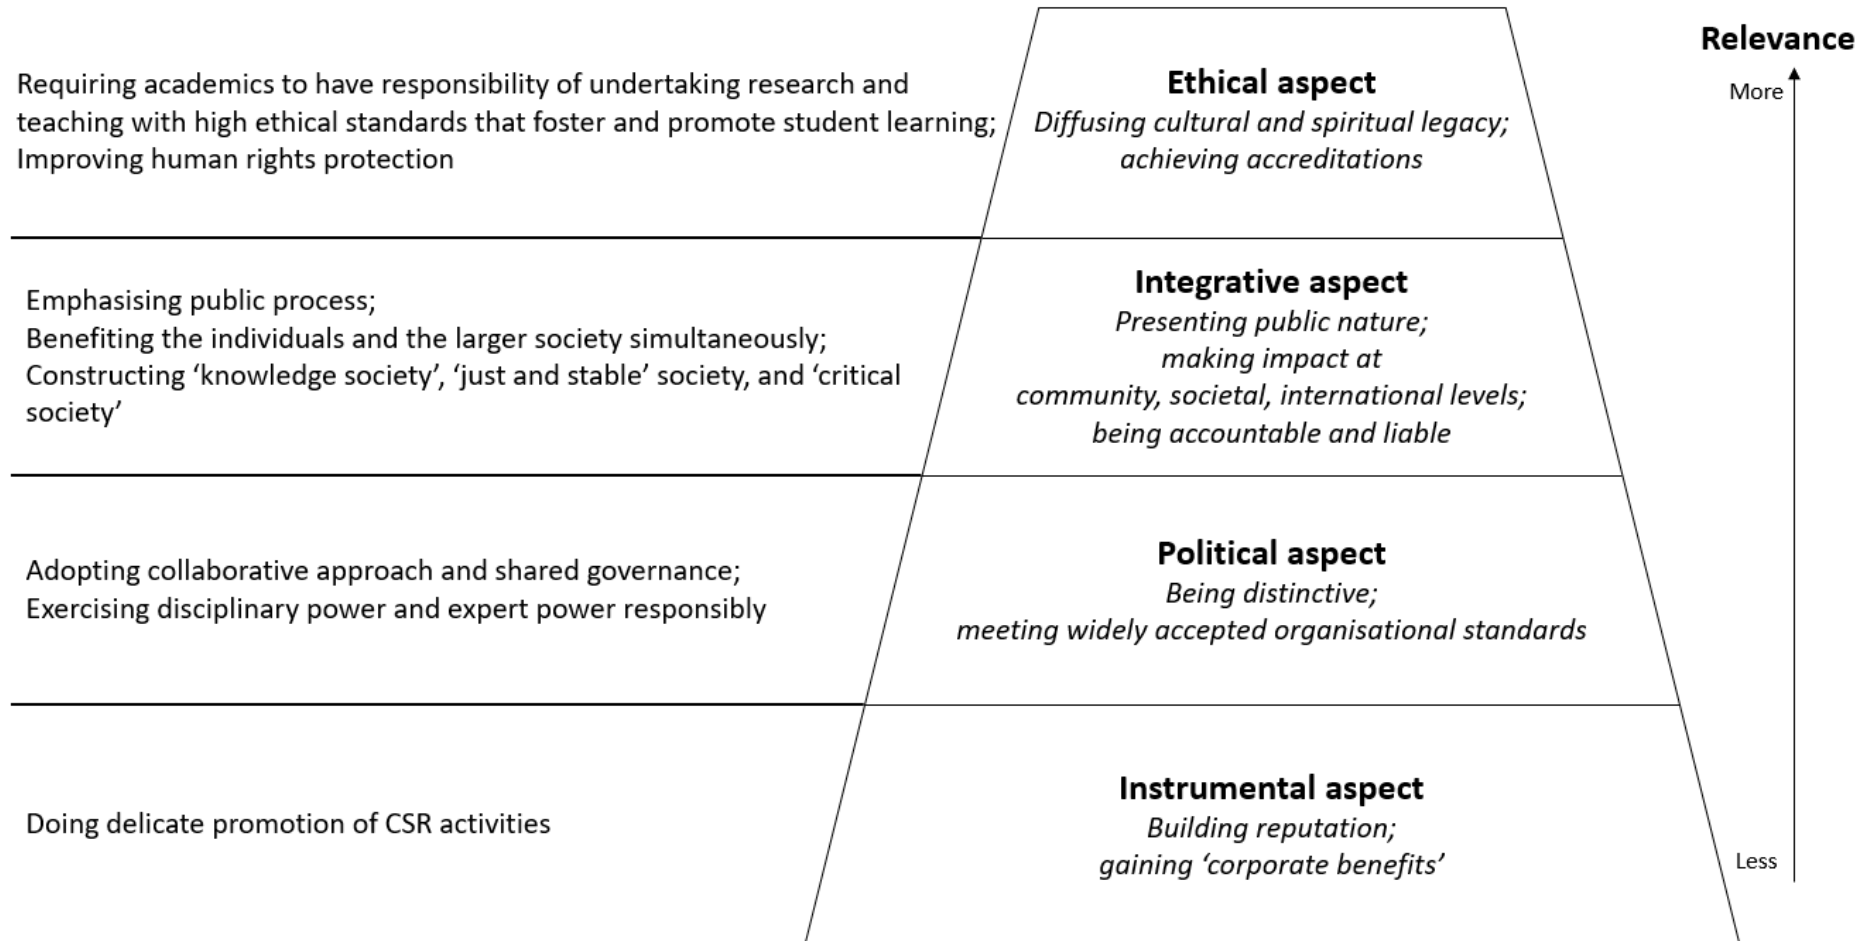 Relevance
More
Requiring academics to have responsibility of undertaking research and
teaching with high ethical standards that foster and promote student learning;
Improving human rights protection
Ethical aspect
Diffusing cultural and spiritual legacy;
achieving accreditations
Emphasising public process;
Benefiting the individuals and the larger society simultaneously;
Constructing ‘knowledge society’, ‘just and stable’ society, and ‘critical
society’
Integrative aspect
Presenting public nature;
making impact at
community, societal, international levels;
being accountable and liable
Adopting collaborative approach and shared governance;
Exercising disciplinary power and expert power responsibly
Political aspect
Being distinctive;
meeting widely accepted organisational standards
Doing delicate promotion of CSR activities
Instrumental aspect
Building reputation;
gaining ‘corporate benefits’
Less